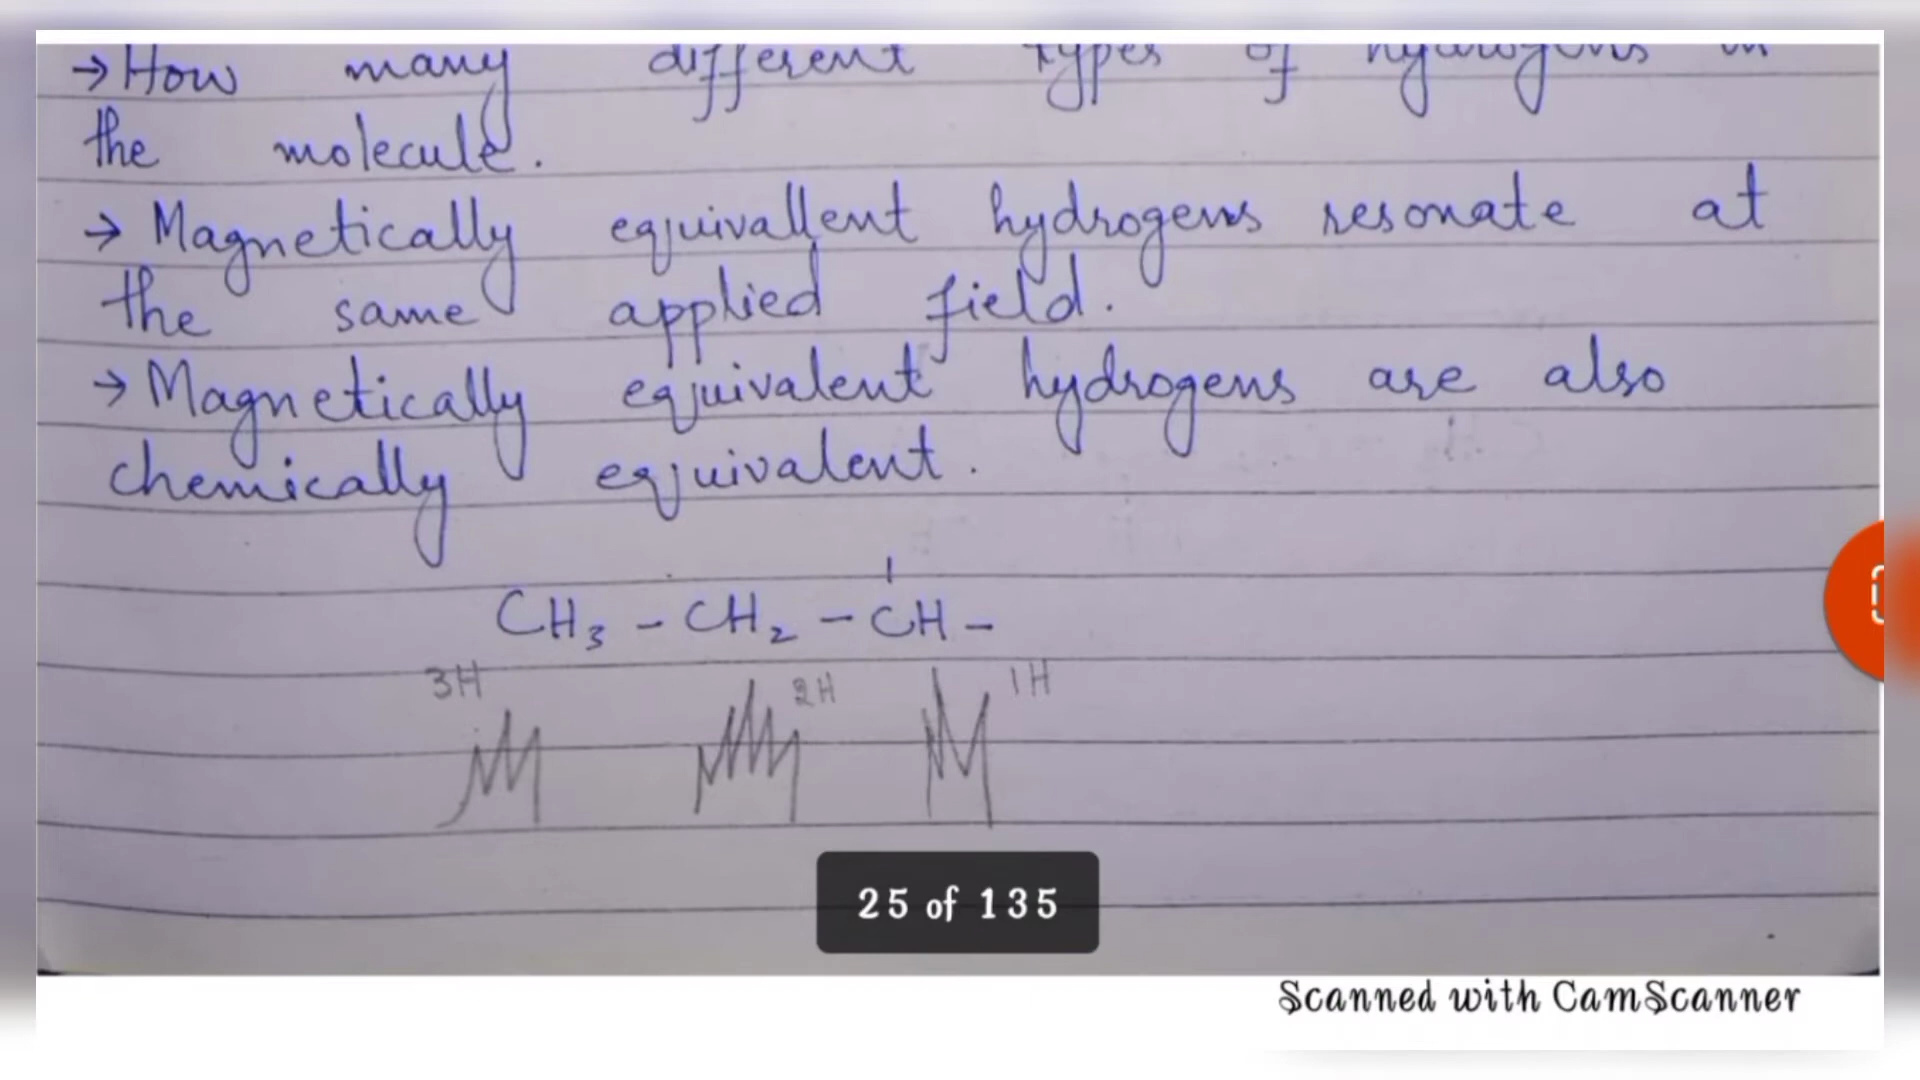 → How many different types of hydrogens in
the molecule.
→ Magnetically equivallent hydrogens resonate at
the same applied field.
→ Magnetically equivalent hydrogens are also
chemically equivalent.
CH₃ - CH₂ - CH -
3H 2H 1H
25 of 135
Scanned with CamScanner